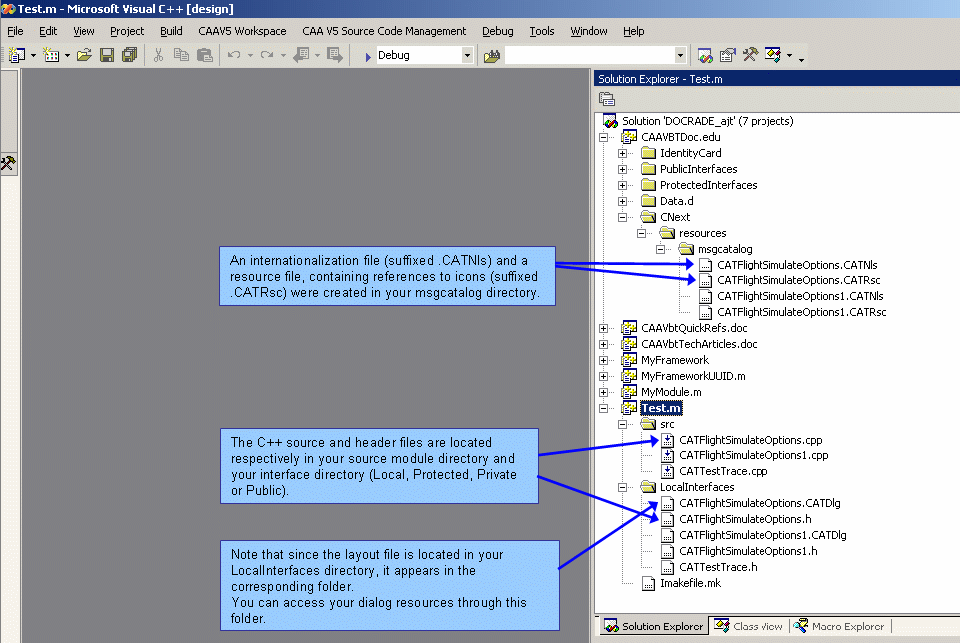 Test.m - Microsoft Visual C++ [design]
File Edit View Project Build CAAV5 Workspace CAA V5 Source Code Management Debug Tools Window Help
Debug
Solution Explorer - Test.m
Solution 'DOCRADE_ajt' (7 projects)
CAAVBTDoc.edu
IdentityCard
PublicInterfaces
ProtectedInterfaces
Data.d
CNext
resources
msgcatalog
CATFlightSimulateOptions.CATNls
CATFlightSimulateOptions.CATRsc
CATFlightSimulateOptions1.CATNls
CATFlightSimulateOptions1.CATRsc
CAAVbtQuickRefs.doc
CAAVbtTechArticles.doc
MyFramework
MyFrameworkUUID.m
MyModule.m
Test.m
src
CATFlightSimulateOptions.cpp
CATFlightSimulateOptions1.cpp
CATTestTrace.cpp
LocalInterfaces
CATFlightSimulateOptions.CATDlg
CATFlightSimulateOptions.h
CATFlightSimulateOptions1.CATDlg
CATFlightSimulateOptions1.h
CATTestTrace.h
Imakefile.mk
An internationalization file (suffixed .CATNls) and a
resource file, containing references to icons (suffixed
.CATRsc) were created in your msgcatalog directory.
The C++ source and header files are located
respectively in your source module directory and
your interface directory (Local, Protected, Private
or Public).
Note that since the layout file is located in your
LocalInterfaces directory, it appears in the
corresponding folder.
You can access your dialog resources through this
folder.
Solution Explorer Class View Macro Explorer